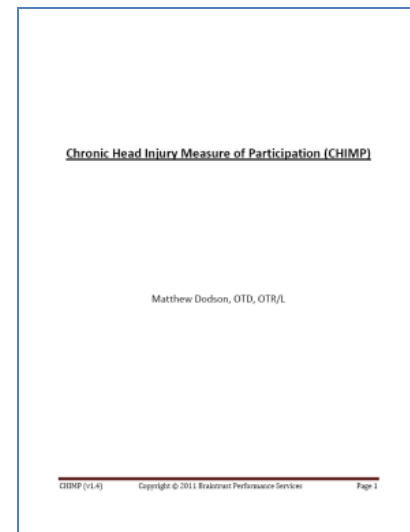 Chronic Head Injury Measure of Participation (CHIMP)
Matthew Dodson, OTD, OTR/L
CHIMP (v1.4) Copyright © 2011 Braintrust Performance Services Page 1